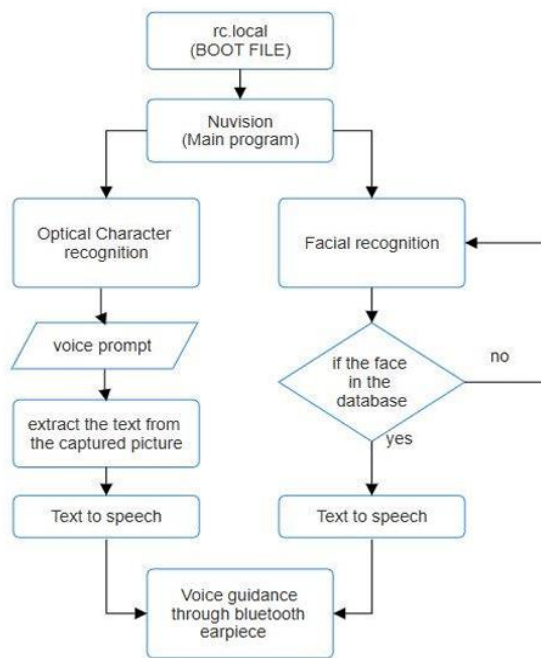 rc.local
(BOOT FILE)
Nuvision
(Main program)
Optical Character
recognition
Facial recognition
voice prompt
if the face
in the
database
no
extract the text from
the captured picture
yes
Text to speech
Text to speech
Voice guidance
through bluetooth
earpiece